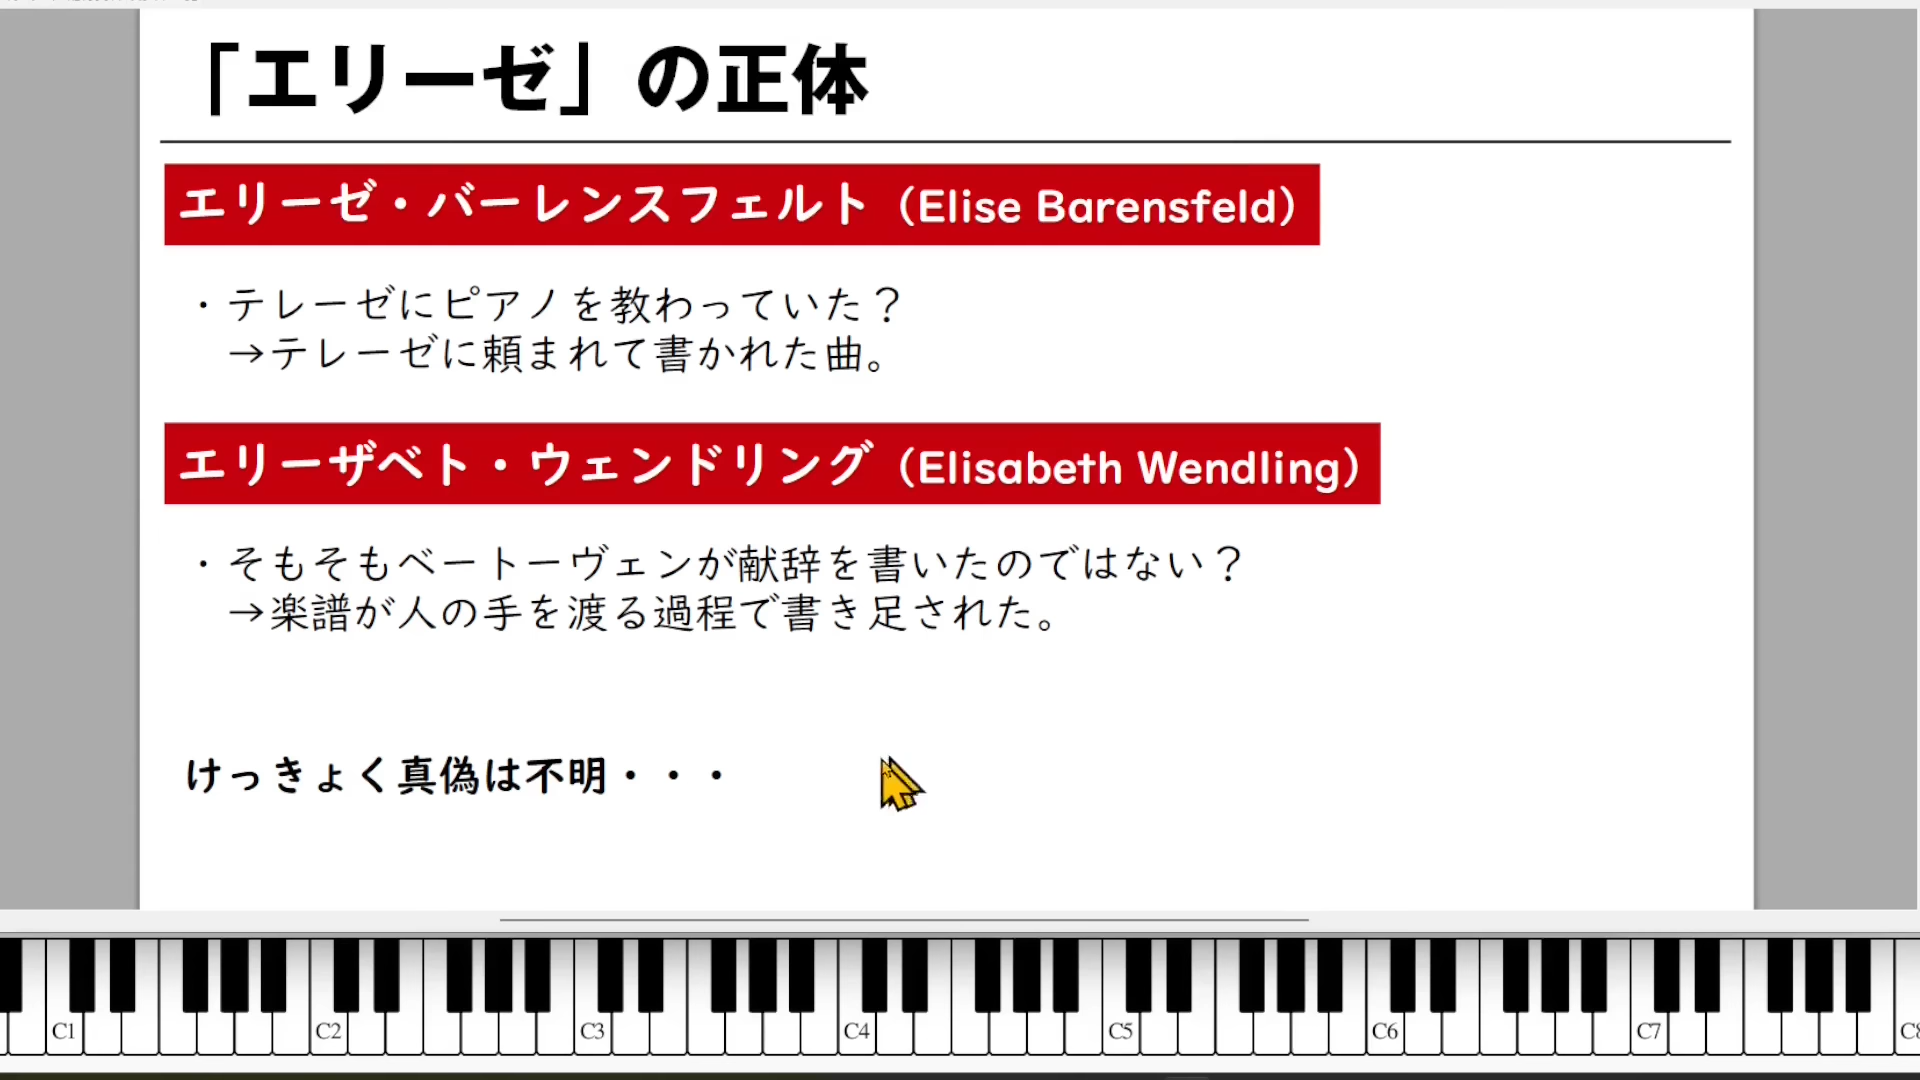 「エリーゼ」の正体
エリーゼ・バーレンスフェルト（Elise Barensfeld）
・テレーゼにピアノを教わっていた？
→テレーゼに頼まれて書かれた曲。
エリーザベト・ウェンドリング（Elisabeth Wendling）
・そもそもベートーヴェンが献辞を書いたのではない？
→楽譜が人の手を渡る過程で書き足された。
けっきょく真偽は不明・・・
C1 C2 C3 C4 C5 C6 C7 C8